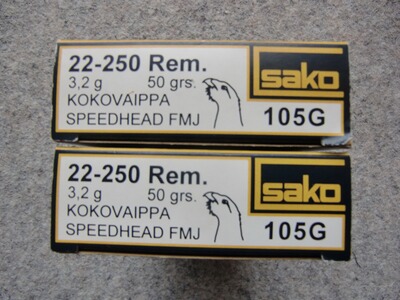 22-250 Rem.
3,2 g 50 grs.
KOKOVAIPPA
SPEEDHEAD FMJ
sako
105G
22-250 Rem.
3,2 g 50 grs.
KOKOVAIPPA
SPEEDHEAD FMJ
sako
105G